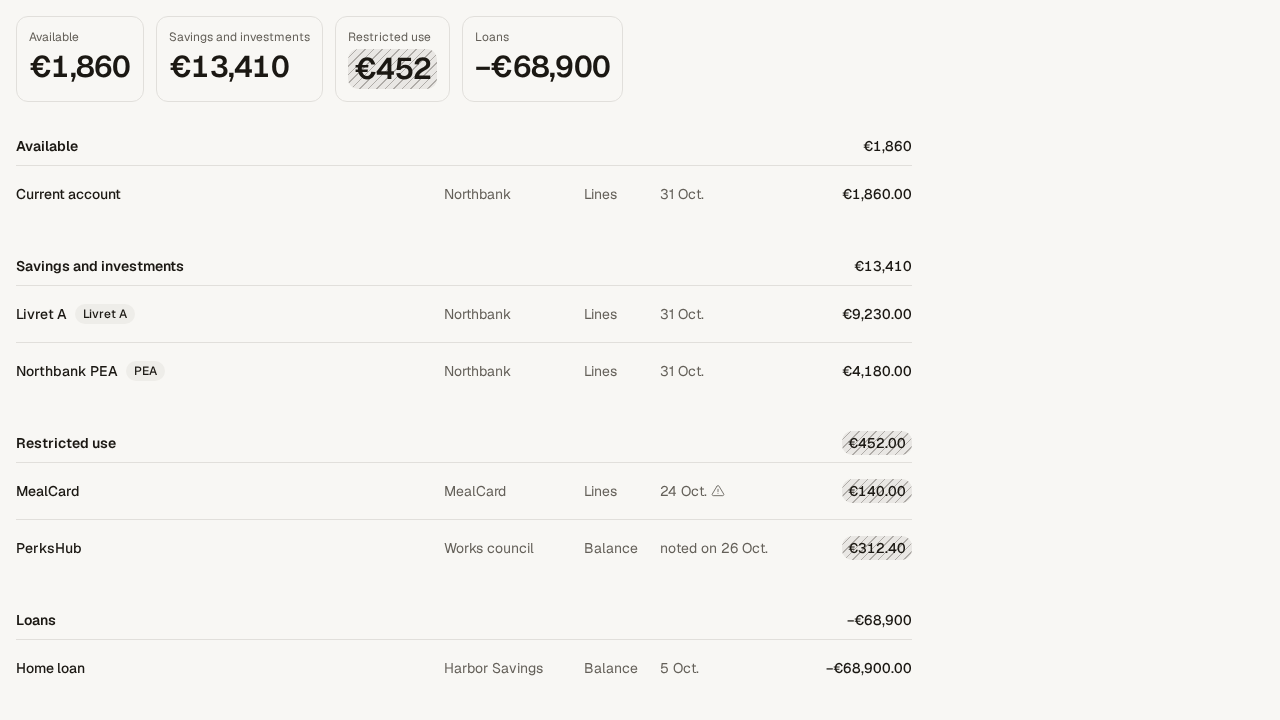 Available
€1,860
Savings and investments
€13,410
Restricted use
€452
Loans
−€68,900
Available €1,860
Current account Northbank Lines 31 Oct. €1,860.00
Savings and investments €13,410
Livret A Livret A Northbank Lines 31 Oct. €9,230.00
Northbank PEA PEA Northbank Lines 31 Oct. €4,180.00
Restricted use €452.00
MealCard MealCard Lines 24 Oct. €140.00
PerksHub Works council Balance noted on 26 Oct. €312.40
Loans −€68,900
Home loan Harbor Savings Balance 5 Oct. −€68,900.00